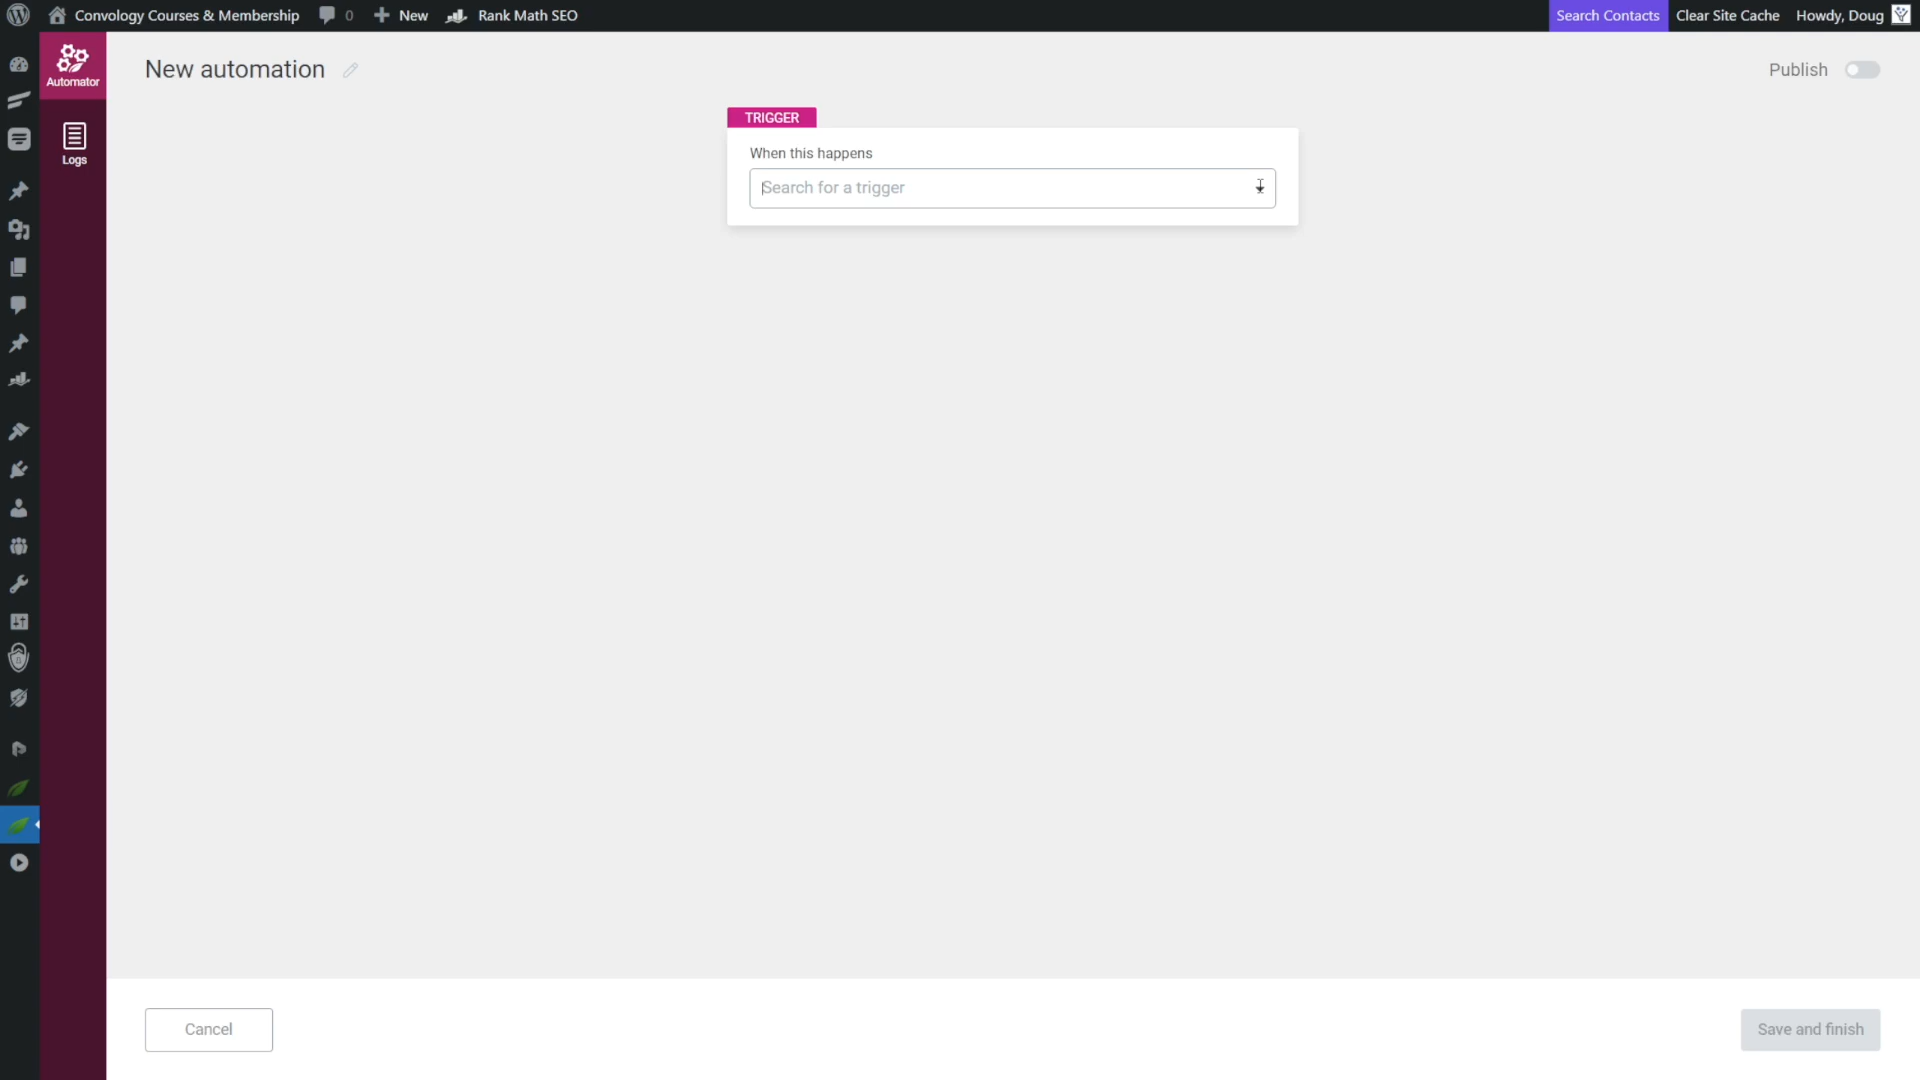 Convology Courses & Membership 0 New Rank Math SEO Search Contacts Clear Site Cache Howdy, Doug
Automator
Logs
New automation
Publish
TRIGGER
When this happens
Search for a trigger
Cancel
Save and finish